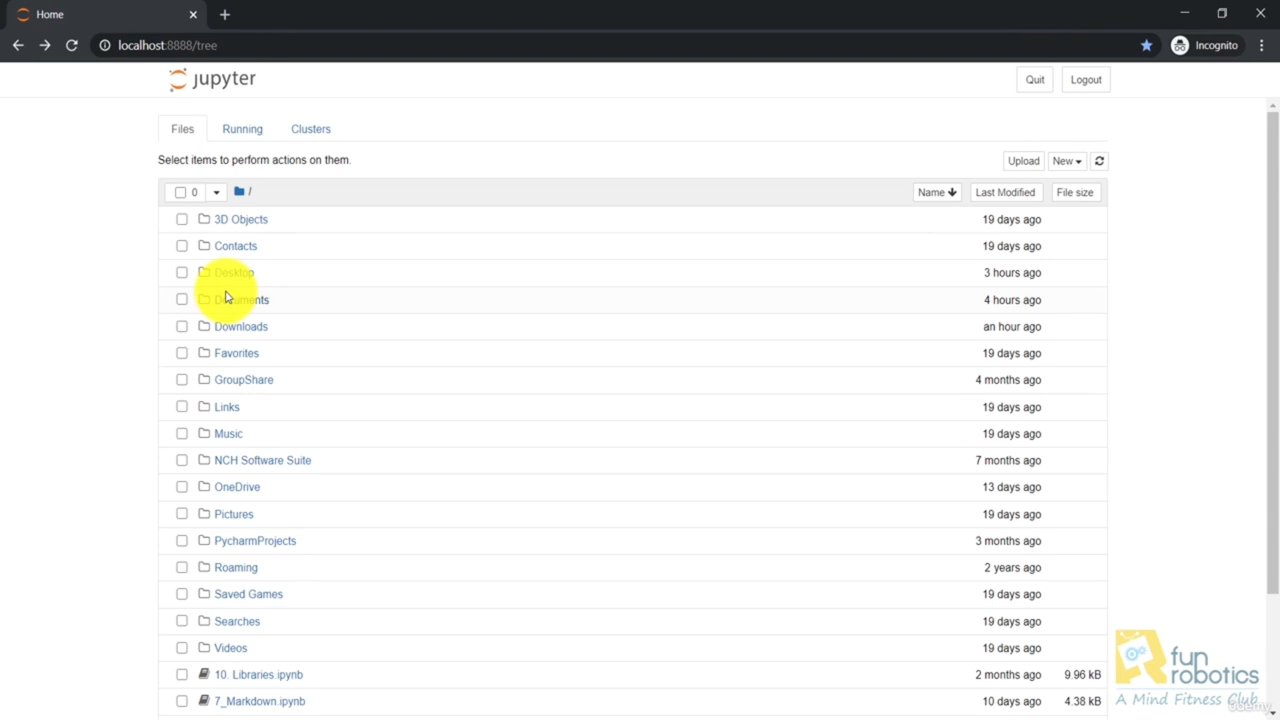 Home
localhost:8888/tree
Incognito
jupyter
Quit
Logout
Files
Running
Clusters
Select items to perform actions on them.
Upload
New
0
/
Name
Last Modified
File size
3D Objects 19 days ago
Contacts 19 days ago
Desktop 3 hours ago
Documents 4 hours ago
Downloads an hour ago
Favorites 19 days ago
GroupShare 4 months ago
Links 19 days ago
Music 19 days ago
NCH Software Suite 7 months ago
OneDrive 13 days ago
Pictures 19 days ago
PycharmProjects 3 months ago
Roaming 2 years ago
Saved Games 19 days ago
Searches 19 days ago
Videos 19 days ago
10. Libraries.ipynb 2 months ago 9.96 kB
7_Markdown.ipynb 10 days ago 4.38 kB
fun
robotics
A Mind Fitness Club
udemy